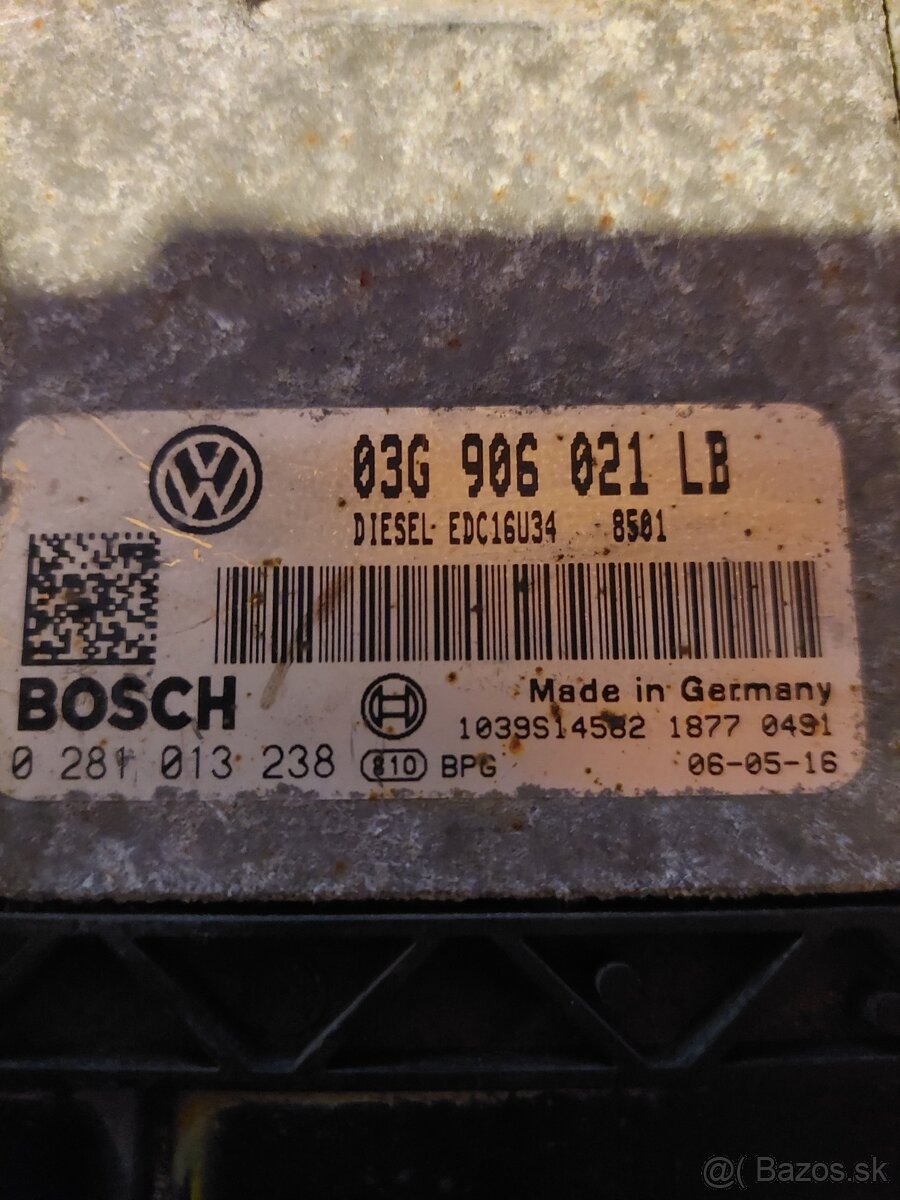 03G 906 021 LB
DIESEL EDC16U34 8501
BOSCH
Made in Germany
1039S14582 1877 0491
0 281 013 238 810 BPG 06-05-16
@( Bazos.sk